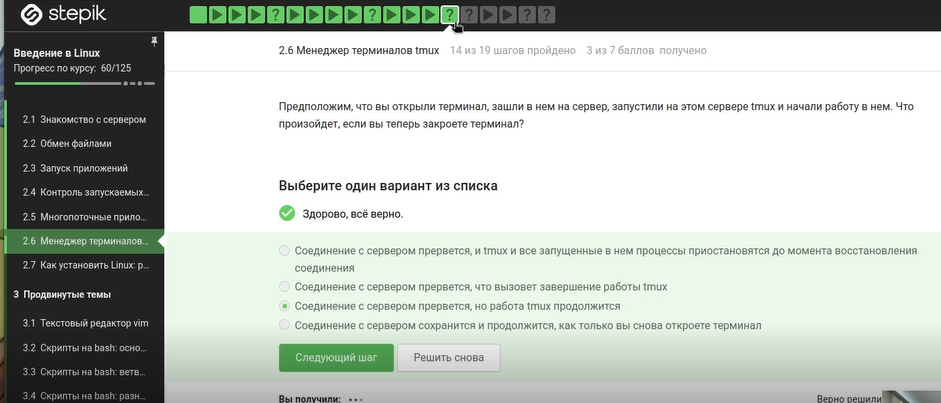 stepik
Введение в Linux
Прогресс по курсу: 60/125
2.1 Знакомство с сервером
2.2 Обмен файлами
2.3 Запуск приложений
2.4 Контроль запускаемых...
2.5 Многопоточные прило...
2.6 Менеджер терминалов...
2.7 Как установить Linux: р...
3 Продвинутые темы
3.1 Текстовый редактор vim
3.2 Скрипты на bash: осно...
3.3 Скрипты на bash: ветв...
3.4 Скрипты на bash: разн...
2.6 Менеджер терминалов tmux 14 из 19 шагов пройдено 3 из 7 баллов получено
Предположим, что вы открыли терминал, зашли в нем на сервер, запустили на этом сервере tmux и начали работу в нем. Что
произойдет, если вы теперь закроете терминал?
Выберите один вариант из списка
Здорово, всё верно.
Соединение с сервером прервется, и tmux и все запущенные в нем процессы приостановятся до момента восстановления
соединения
Соединение с сервером прервется, что вызовет завершение работы tmux
Соединение с сервером прервется, но работа tmux продолжится
Соединение с сервером сохранится и продолжится, как только вы снова откроете терминал
Следующий шаг Решить снова
Вы получили: Верно решили